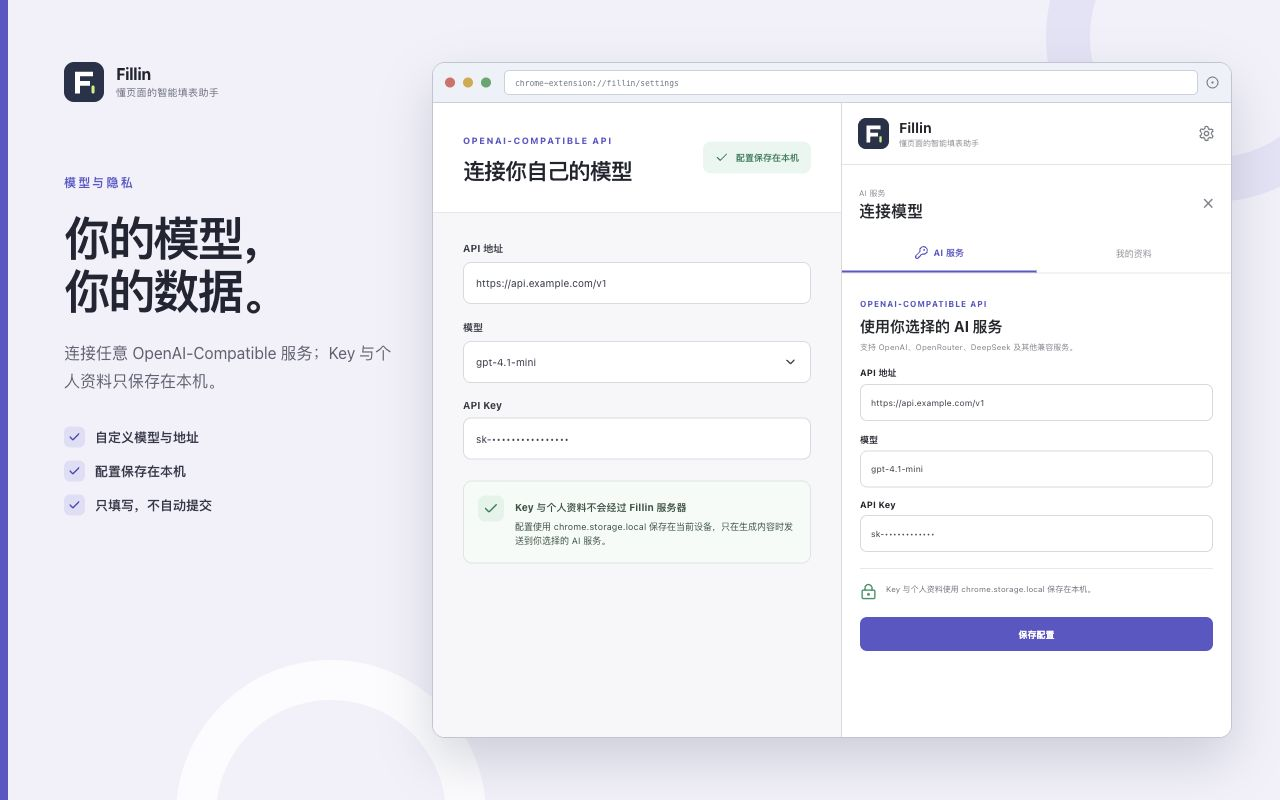 Fillin
懂页面的智能填表助手
模型与隐私
你的模型，
你的数据。
连接任意 OpenAI-Compatible 服务；Key 与个
人资料只保存在本机。
自定义模型与地址
配置保存在本机
只填写，不自动提交
chrome-extension://fillin/settings
OPENAI-COMPATIBLE API
连接你自己的模型
配置保存在本机
API 地址
https://api.example.com/v1
模型
gpt-4.1-mini
API Key
sk-················
Key 与个人资料不会经过 Fillin 服务器
配置使用 chrome.storage.local 保存在当前设备，只在生成内容时发
送到你选择的 AI 服务。
Fillin
懂页面的智能填表助手
AI 服务
连接模型
AI 服务
我的资料
OPENAI-COMPATIBLE API
使用你选择的 AI 服务
支持 OpenAI、OpenRouter、DeepSeek 及其他兼容服务。
API 地址
https://api.example.com/v1
模型
gpt-4.1-mini
API Key
sk-·············
Key 与个人资料使用 chrome.storage.local 保存在本机。
保存配置